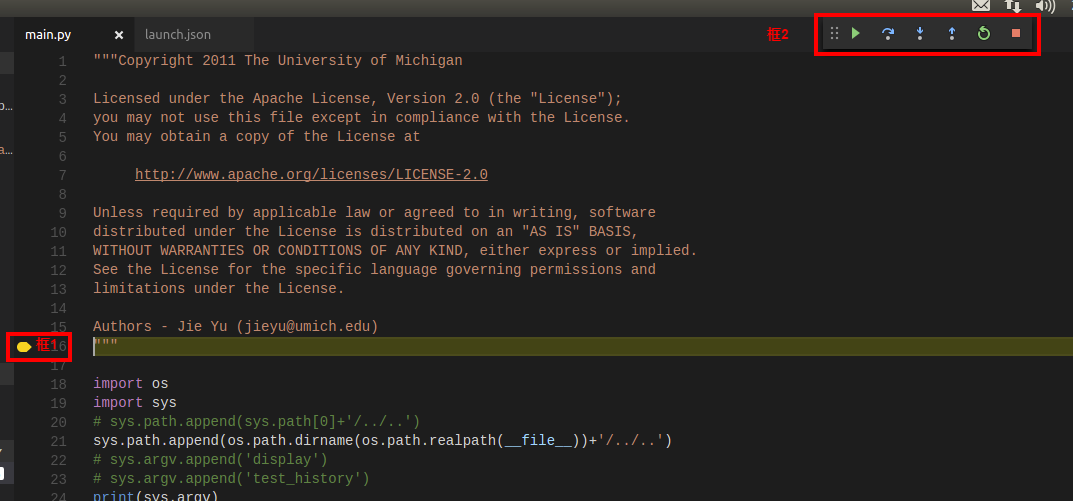 main.py × launch.json 框2
1 """Copyright 2011 The University of Michigan
2
3 Licensed under the Apache License, Version 2.0 (the "License");
4 you may not use this file except in compliance with the License.
5 You may obtain a copy of the License at
6
7 http://www.apache.org/licenses/LICENSE-2.0
8
9 Unless required by applicable law or agreed to in writing, software
10 distributed under the License is distributed on an "AS IS" BASIS,
11 WITHOUT WARRANTIES OR CONDITIONS OF ANY KIND, either express or implied.
12 See the License for the specific language governing permissions and
13 limitations under the License.
14
15 Authors - Jie Yu (jieyu@umich.edu)
框1 16 """
17
18 import os
19 import sys
20 # sys.path.append(sys.path[0]+'/../..')
21 sys.path.append(os.path.dirname(os.path.realpath(__file__))+'/../..')
22 # sys.argv.append('display')
23 # sys.argv.append('test_history')
24 print(sys.argv)